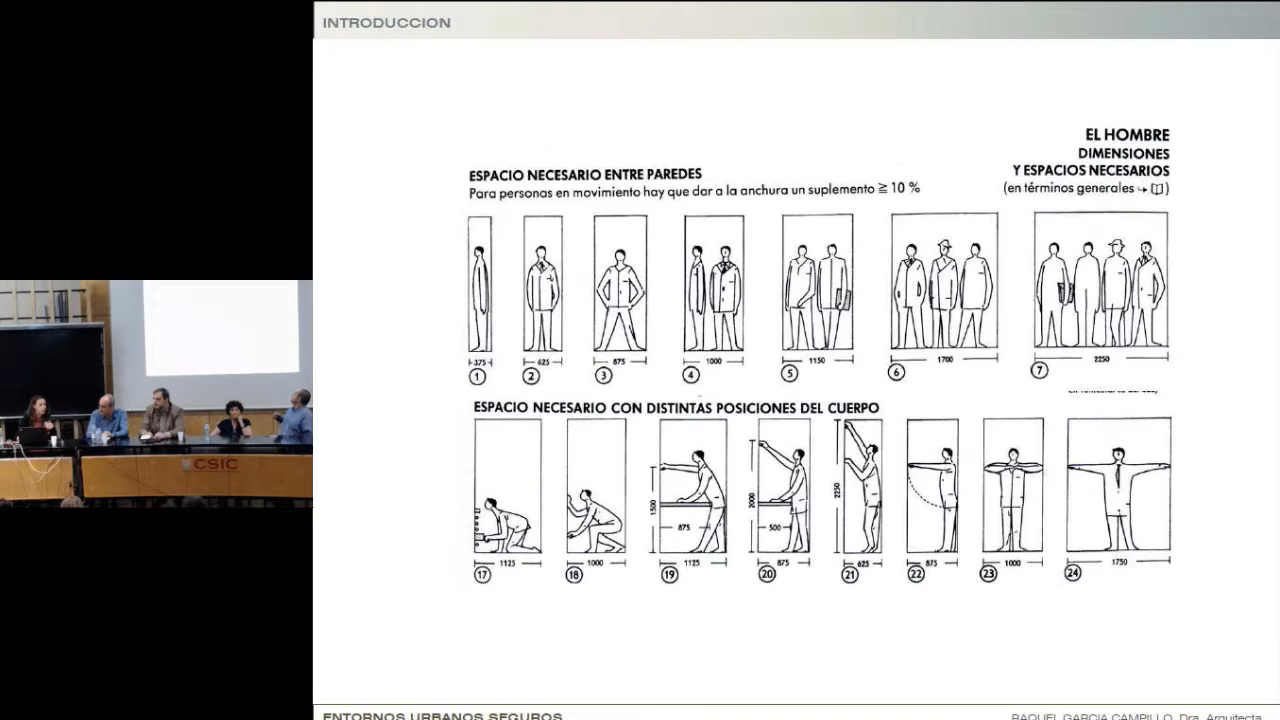 INTRODUCCION
EL HOMBRE
DIMENSIONES
Y ESPACIOS NECESARIOS
(en términos generales
ESPACIO NECESARIO ENTRE PAREDES
Para personas en movimiento hay que dar a la anchura un suplemento ≧ 10 %
375 625 875 1000 1150 1700 2250
1 2 3 4 5 6 7
ESPACIO NECESARIO CON DISTINTAS POSICIONES DEL CUERPO
1500 875 2000 500 2250
1125 1000 1125 875 625 875 1000 1750
17 18 19 20 21 22 23 24
CSIC
ENTORNOS URBANOS SEGUROS
RAQUEL GARCIA CAMPILLO. Dra. Arquitecta